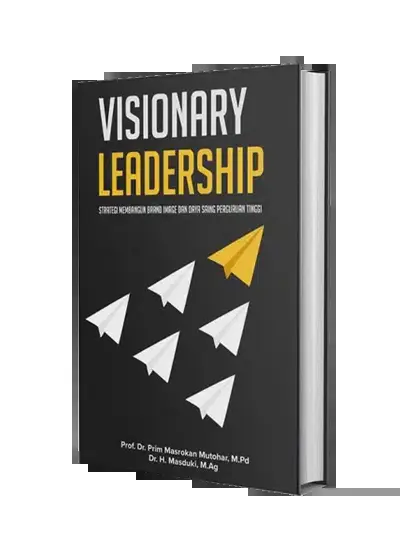 VISIONARY
LEADERSHIP
STRATEGI MEMBANGUN BRAND IMAGE DAN DAYA SAING PERGURUAN TINGGI
Prof. Dr. Prim Masrokan Mutohar, M.Pd
Dr. H. Masduki, M.Ag